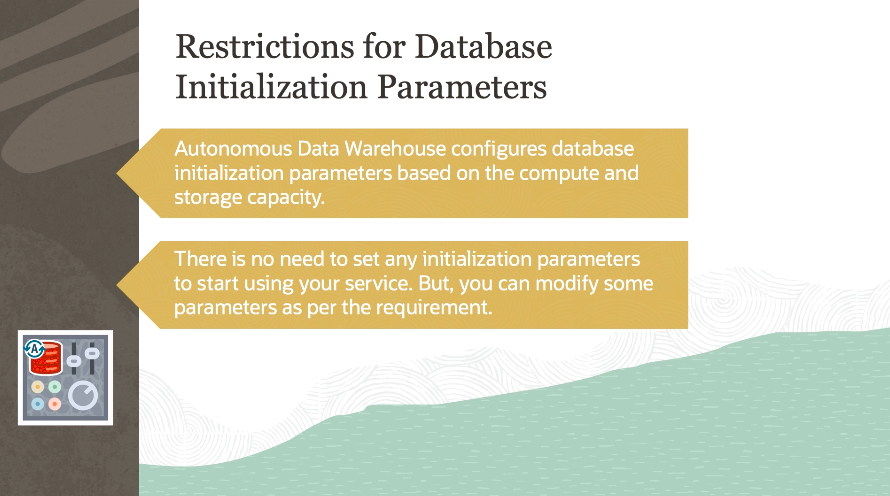 Restrictions for Database
Initialization Parameters
Autonomous Data Warehouse configures database
initialization parameters based on the compute and
storage capacity.
There is no need to set any initialization parameters
to start using your service. But, you can modify some
parameters as per the requirement.
A